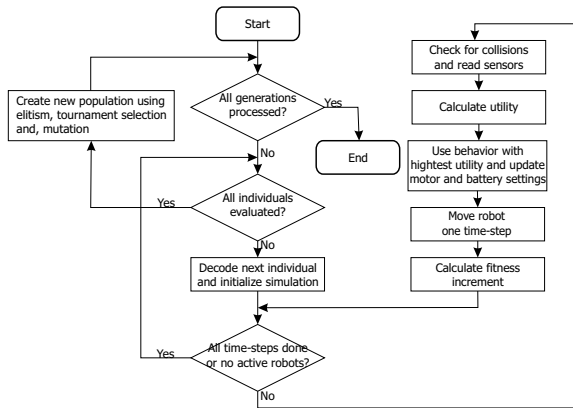 Start
All generations
processed?
Yes
End
No
Create new population using
elitism, tournament selection
and, mutation
All individuals
evaluated?
Yes
No
Decode next individual
and initialize simulation
All time-steps done
or no active robots?
Yes
No
Check for collisions
and read sensors
Calculate utility
Use behavior with
highest utility and update
motor and battery settings
Move robot
one time-step
Calculate fitness
increment